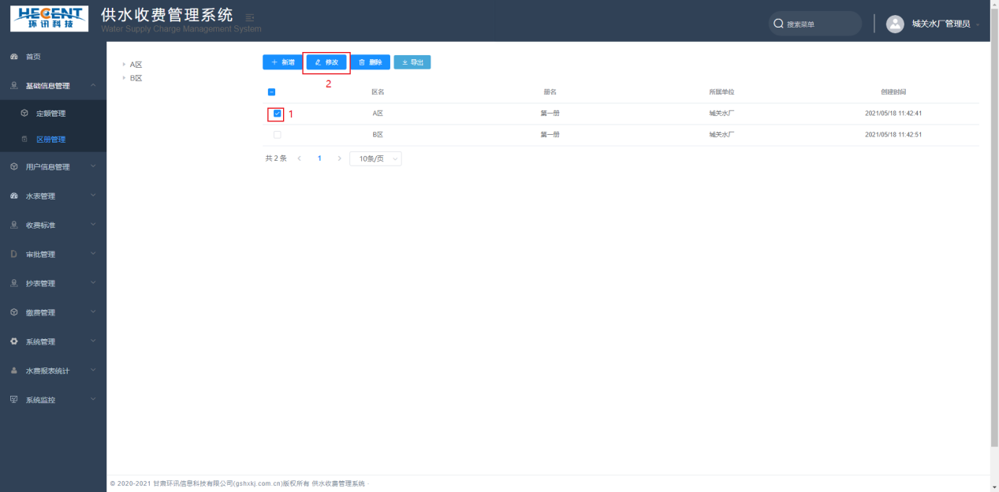 HECENT
环讯科技
供水收费管理系统
Water Supply Charge Management System
搜索菜单
城关水厂管理员
首页
基础信息管理
定额管理
区册管理
用户信息管理
水表管理
收费标准
审批管理
抄表管理
缴费管理
系统管理
水费报表统计
系统监控
A区
B区
新增 修改 删除 导出
2
区名 册名 所属单位 创建时间
1 A区 第一册 城关水厂 2021/05/18 11:42:41
B区 第一册 城关水厂 2021/05/18 11:42:51
共 2 条 1 10条/页
© 2020-2021 甘肃环讯信息科技有限公司(gshxkj.com.cn)版权所有 供水收费管理系统 ·